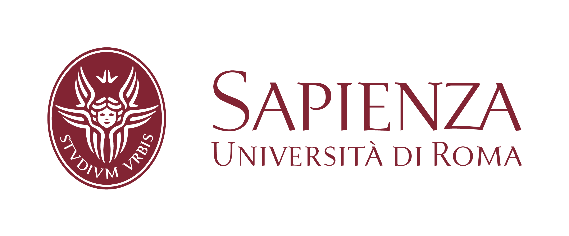 STVDIVM VRBIS
SAPIENZA
UNIVERSITÀ DI ROMA